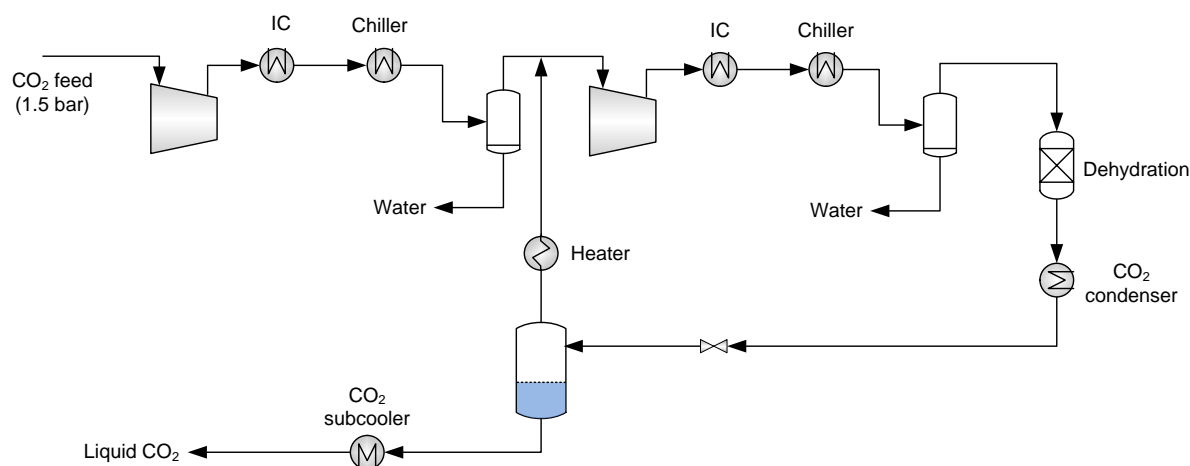 IC
Chiller
CO₂ feed
(1.5 bar)
IC
Chiller
Water
Water
Dehydration
Heater
CO₂
condenser
CO₂
subcooler
Liquid CO₂